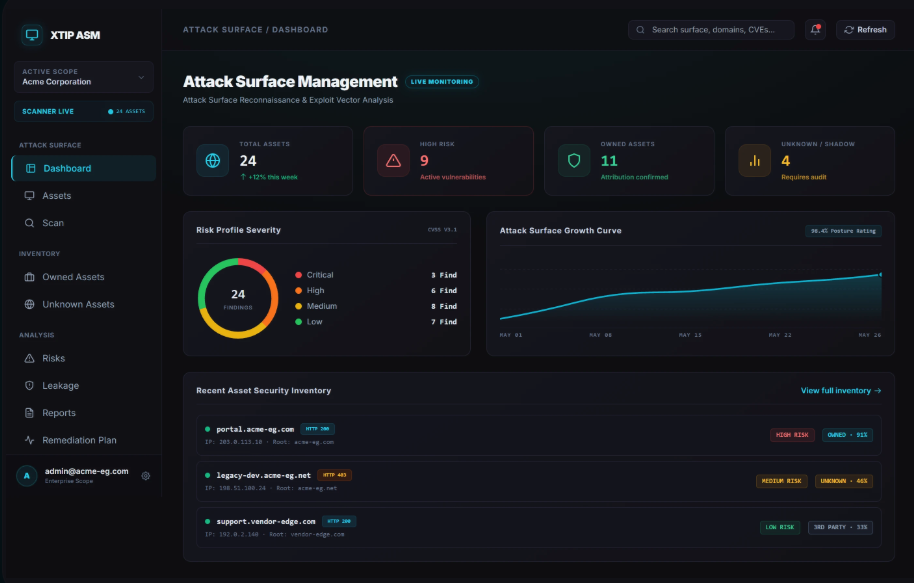 XTIP ASM
ATTACK SURFACE / DASHBOARD
Search surface, domains, CVEs...
Refresh
ACTIVE SCOPE
Acme Corporation
SCANNER LIVE
24 ASSETS
ATTACK SURFACE
Dashboard
Assets
Scan
INVENTORY
Owned Assets
Unknown Assets
ANALYSIS
Risks
Leakage
Reports
Remediation Plan
A
admin@acme-eg.com
Enterprise Scope
Attack Surface Management
LIVE MONITORING
Attack Surface Reconnaissance & Exploit Vector Analysis
TOTAL ASSETS
24
↑ +12% this week
HIGH RISK
9
Active vulnerabilities
OWNED ASSETS
11
Attribution confirmed
UNKNOWN / SHADOW
4
Requires audit
Risk Profile Severity
CVSS V3.1
24
FINDINGS
Critical 3 Find
High 6 Find
Medium 8 Find
Low 7 Find
Attack Surface Growth Curve
Posture Rating
MAY 01
MAY 08
MAY 15
MAY 22
MAY 26
Recent Asset Security Inventory
View full inventory →
portal.acme-eg.com
HTTP 200
IP: 203.0.113.10 · Root: acme-eg.com
HIGH RISK
OWNED · 91%
legacy-dev.acme-eg.net
HTTP 403
IP: 198.51.100.24 · Root: acme-eg.net
MEDIUM RISK
UNKNOWN · 46%
support.vendor-edge.com
HTTP 200
IP: 192.0.2.140 · Root: vendor-edge.com
LOW RISK
3RD PARTY · 33%